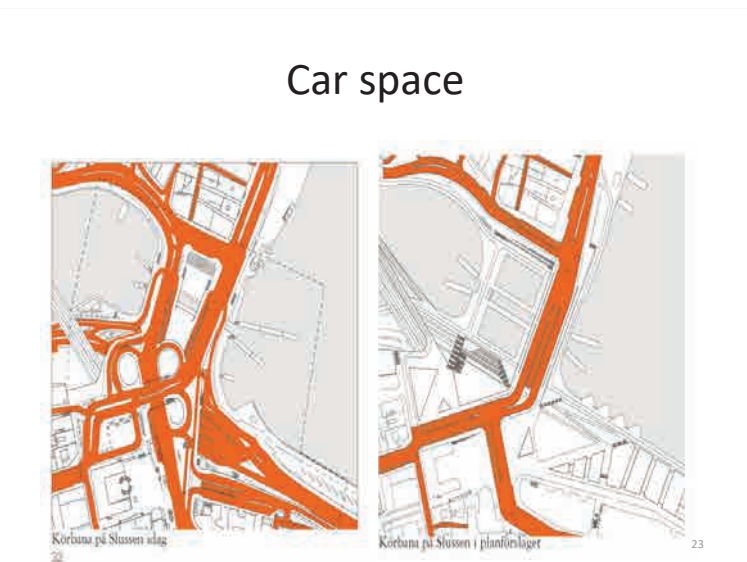 Car space
Körbana på Slussen idag
Körbana på Slussen i planförslaget
23